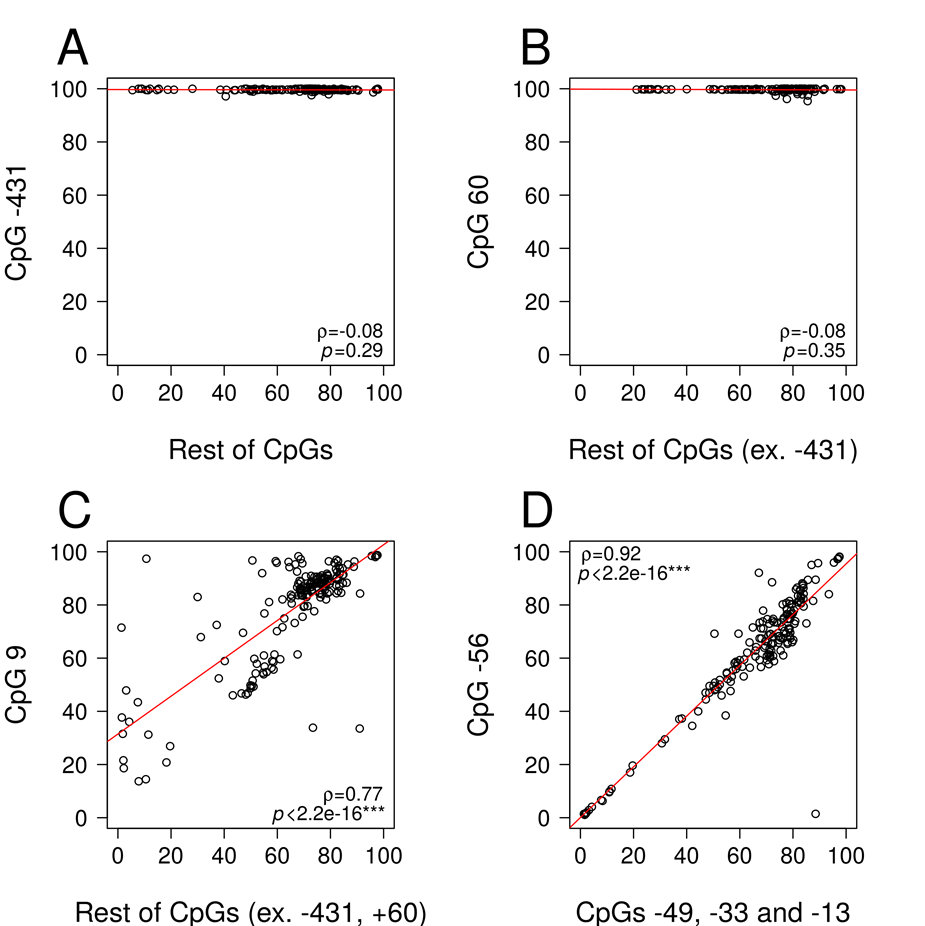 A
CpG -431
100
80
60
40
20
0
ρ=-0.08
p=0.29
0 20 40 60 80 100
Rest of CpGs
B
CpG 60
100
80
60
40
20
0
ρ=-0.08
p=0.35
0 20 40 60 80 100
Rest of CpGs (ex. -431)
C
CpG 9
100
80
60
40
20
0
ρ=0.77
p<2.2e-16***
0 20 40 60 80 100
Rest of CpGs (ex. -431, +60)
D
CpG -56
ρ=0.92
p<2.2e-16***
100
80
60
40
20
0
0 20 40 60 80 100
CpGs -49, -33 and -13